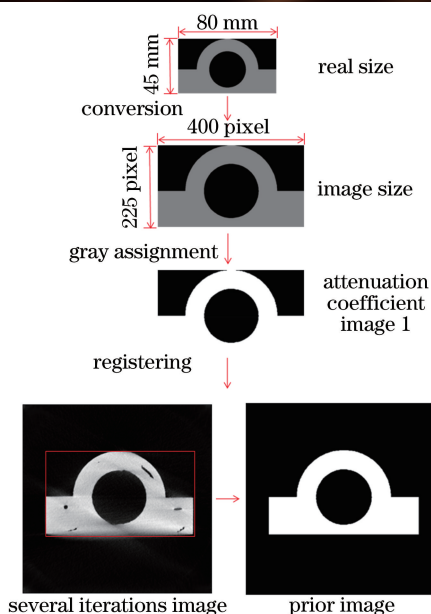 80 mm
45 mm
real size
conversion
400 pixel
225 pixel
image size
gray assignment
attenuation
coefficient
image 1
registering
several iterations image
prior image